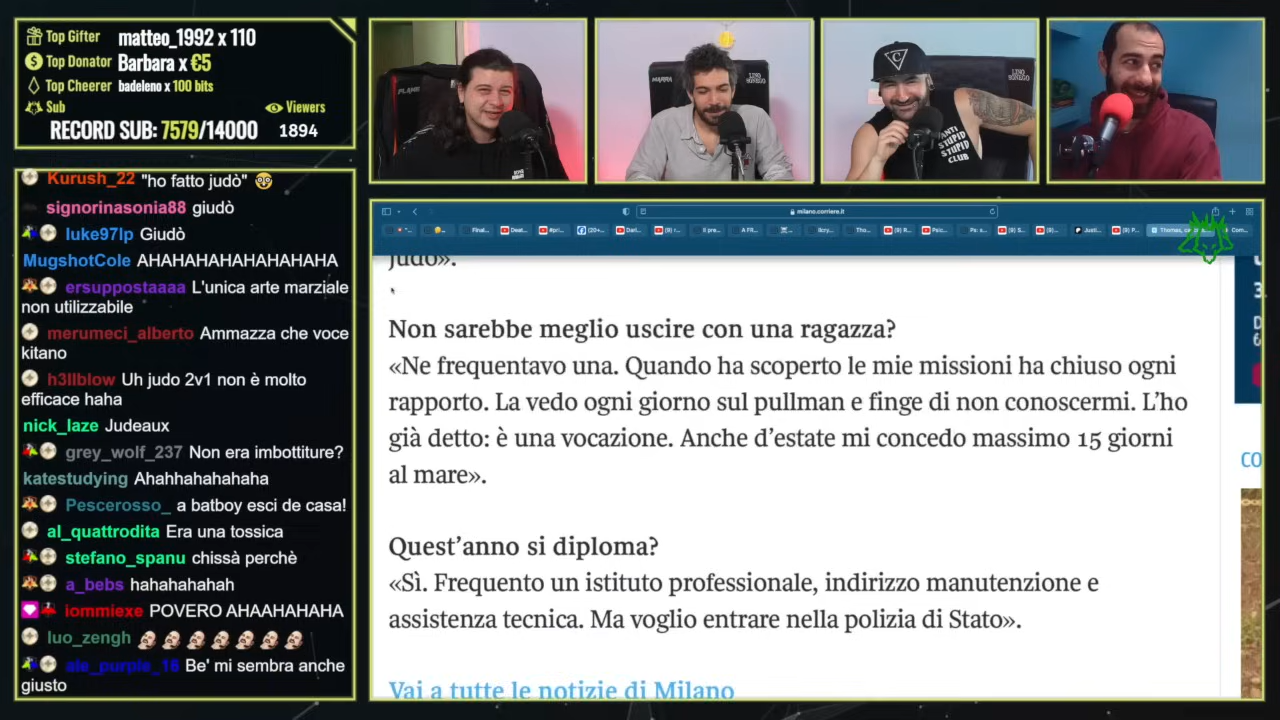 Top Gifter matteo_1992 x 110
Top Donator Barbara x €5
Top Cheerer badeleno x 100 bits
Sub Viewers
RECORD SUB: 7579/14000 1894
Kurush_22 "ho fatto judò"
signorinasonia88 giudò
luke97lp Giudò
MugshotCole AHAHAHAHAHAHAHAHA
ersuppostaaaa L'unica arte marziale
non utilizzabile
merumeci_alberto Ammazza che voce
kitano
h3llblow Uh judo 2v1 non è molto
efficace haha
nick_laze Judeaux
grey_wolf_237 Non era imbottiture?
katestudying Ahahhahahahaha
Pescerosso_ a batboy esci de casa!
al_quattrodita Era una tossica
stefano_spanu chissà perchè
a_bebs hahahahahah
iommiexe POVERO AHAAHAHAHA
luo_zengh
ale_purple_16 Be' mi sembra anche
giusto
ANTI
STUPID
STUPID
CLUB
milano.corriere.it
judo».
Non sarebbe meglio uscire con una ragazza?
«Ne frequentavo una. Quando ha scoperto le mie missioni ha chiuso ogni
rapporto. La vedo ogni giorno sul pullman e finge di non conoscermi. L'ho
già detto: è una vocazione. Anche d'estate mi concedo massimo 15 giorni
al mare».
Quest'anno si diploma?
«Sì. Frequento un istituto professionale, indirizzo manutenzione e
assistenza tecnica. Ma voglio entrare nella polizia di Stato».
Vai a tutte le notizie di Milano
CO